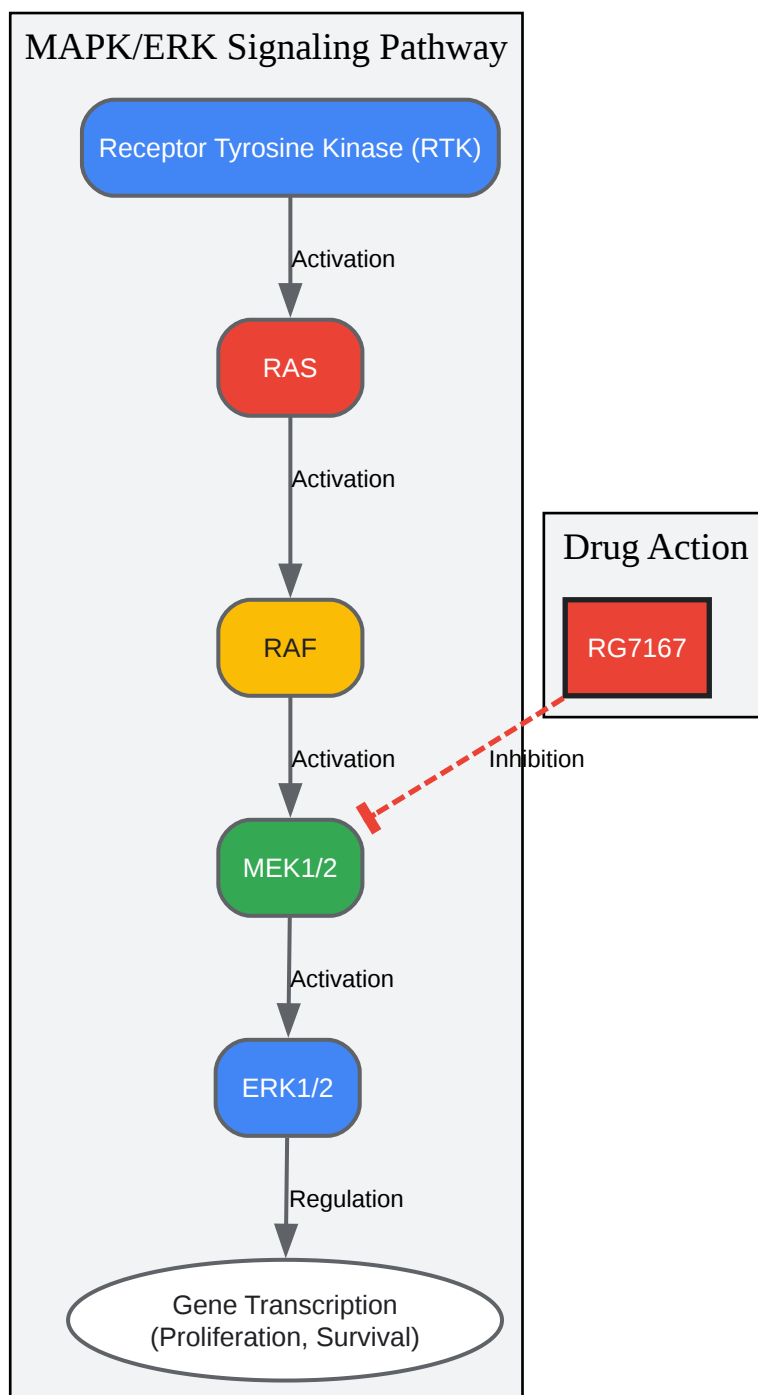 MAPK/ERK Signaling Pathway
Receptor Tyrosine Kinase (RTK)
Activation
RAS
Activation
Drug Action
RAF
RG7167
Activation
Inhibition
MEK1/2
Activation
ERK1/2
Regulation
Gene Transcription
(Proliferation, Survival)